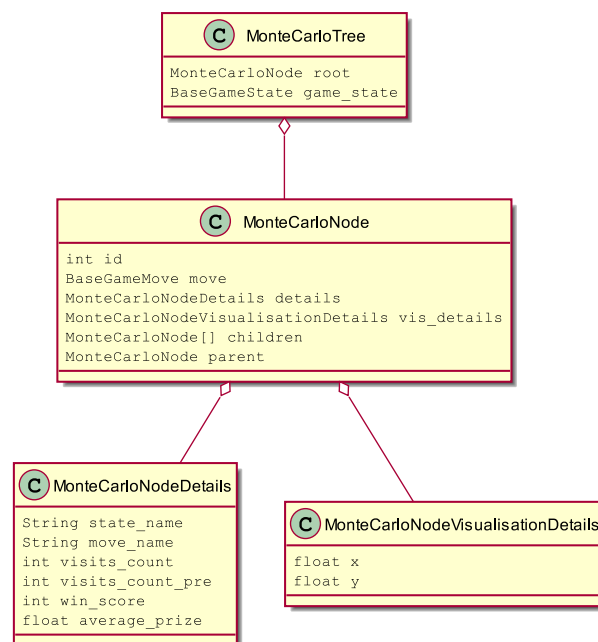 C MonteCarloTree
MonteCarloNode root
BaseGameState game_state
C MonteCarloNode
int id
BaseGameMove move
MonteCarloNodeDetails details
MonteCarloNodeVisualisationDetails vis_details
MonteCarloNode[] children
MonteCarloNode parent
C MonteCarloNodeDetails
String state_name
String move_name
int visits_count
int visits_count_pre
int win_score
float average_prize
C MonteCarloNodeVisualisationDetails
float x
float y